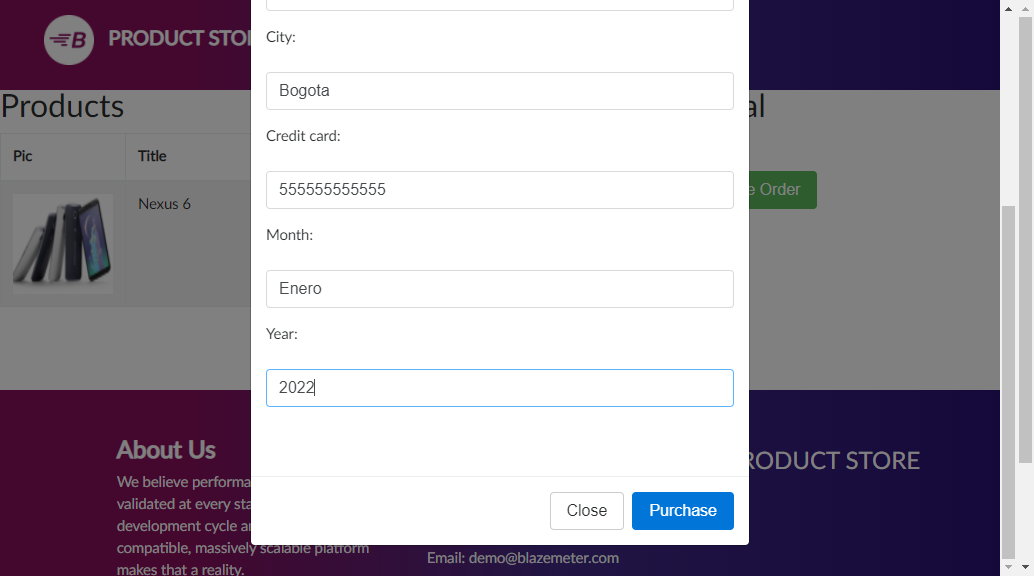 B PRODUCT STO
City:
Bogota
Products
al
Credit card:
555555555555
Pic
Title
Nexus 6
e Order
Month:
Enero
Year:
2022
About Us
We believe performa
validated at every sta
development cycle a
compatible, massively scalable platform
makes that a reality.
RODUCT STORE
Close
Purchase
Email: demo@blazemeter.com